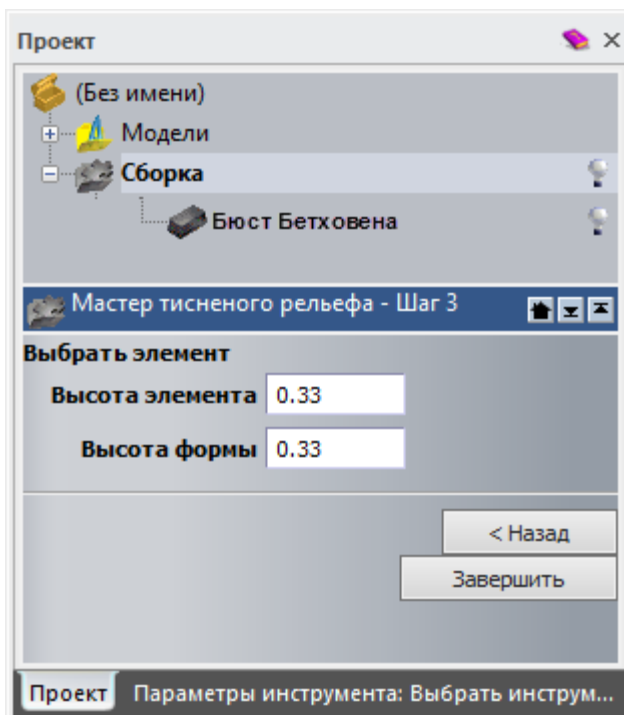 Проект
(Без имени)
Модели
Сборка
Бюст Бетховена
Мастер тисненого рельефа - Шаг 3
Выбрать элемент
Высота элемента 0.33
Высота формы 0.33
< Назад
Завершить
Проект Параметры инструмента: Выбрать инструм...